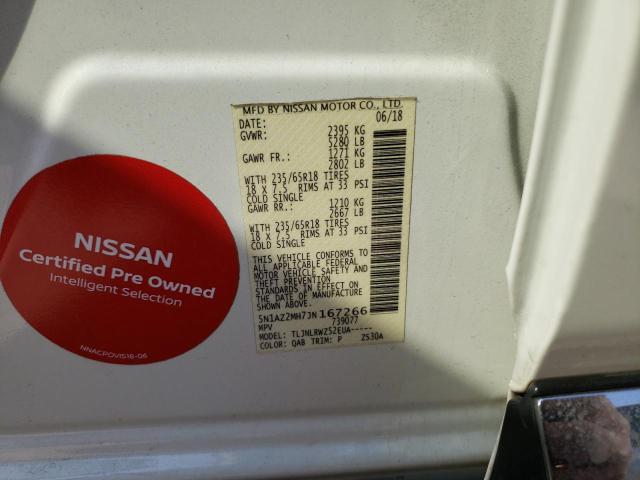 MFD BY NISSAN MOTOR CO., LTD.
DATE: 06/18
GVWR: 2395 KG
5280 LB
GAWR FR.: 1271 KG
2802 LB
WITH 235/65R18 TIRES
18 X 7.5 RIMS AT 33 PSI
COLD SINGLE
GAWR RR.: 1210 KG
2667 LB
WITH 235/65R18 TIRES
18 X 7.5 RIMS AT 33 PSI
COLD SINGLE
THIS VEHICLE CONFORMS TO
ALL APPLICABLE FEDERAL
MOTOR VEHICLE SAFETY AND
THEFT PREVENTION
STANDARDS IN EFFECT ON
THE DATE OF MANUFACTURE
SHOWN ABOVE.
5N1AZ2MH7JN167266
MPV 739077
MODEL: TLJNLRWZ52EUA-----
COLOR: QAB TRIM: P Z530A
NISSAN
Certified Pre Owned
Intelligent Selection
NNACPOVIS18-06